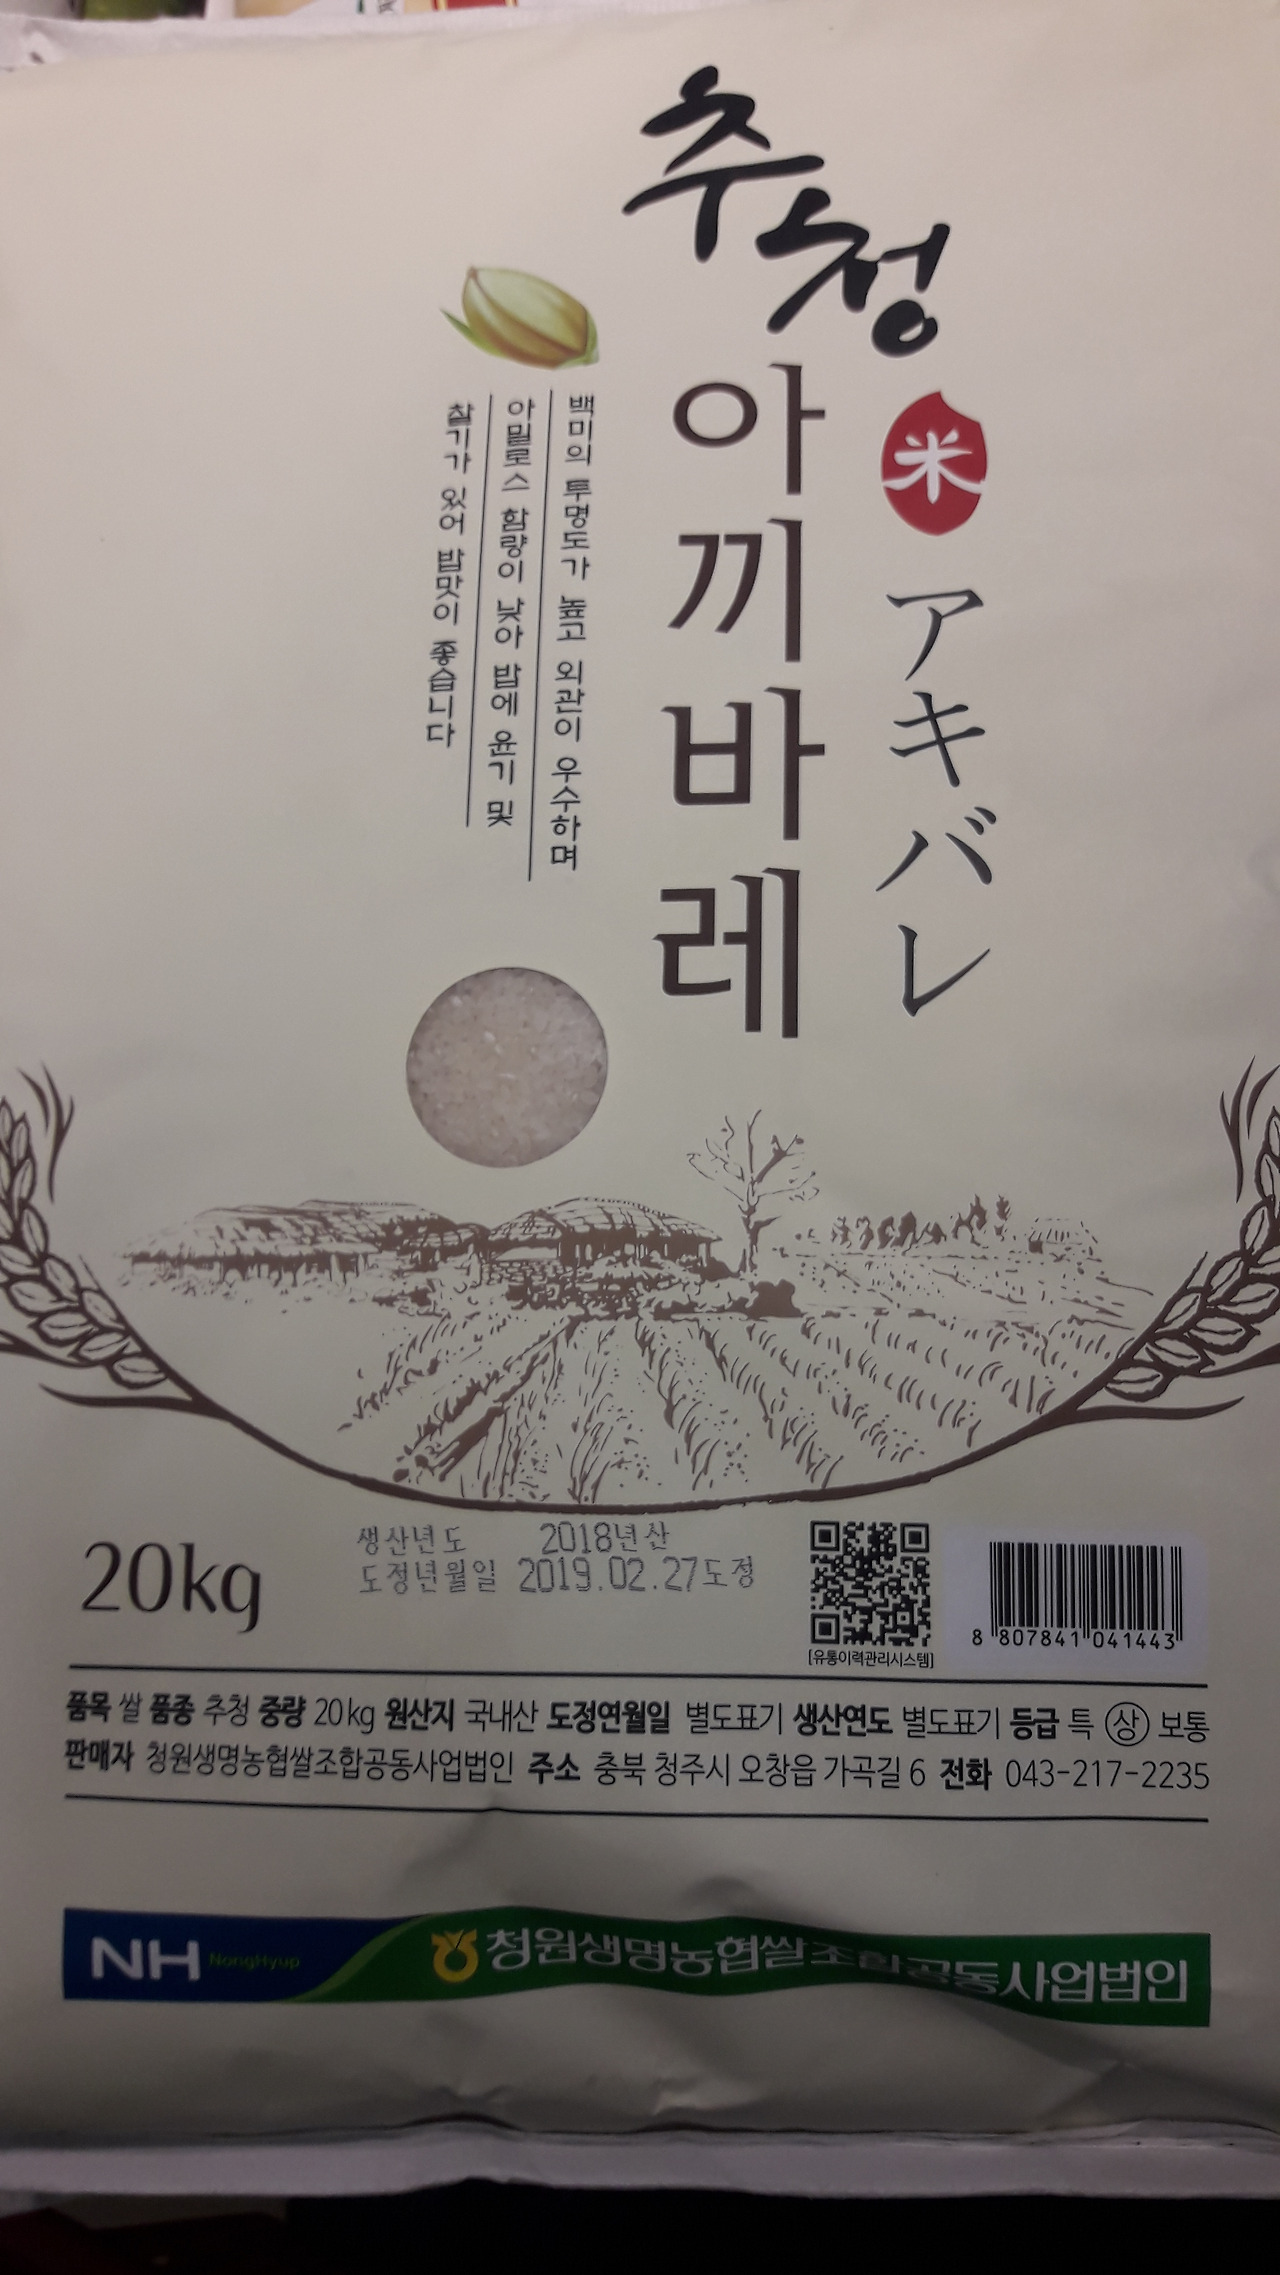 추청
米
アキバレ
아끼바레
백미의 투명도가 높고 외관이 우수하며
아밀로스 함량이 낮아 밥에 윤기 및
찰기가 있어 밥맛이 좋습니다
20kg
생산년도 2018년산
도정년월일 2019.02.27도정
[유통이력관리시스템]
8 807841 041443
품목 쌀 품종 추청 중량 20kg 원산지 국내산 도정연월일 별도표기 생산연도 별도표기 등급 특 상 보통
판매자 청원생명농협쌀조합공동사업법인 주소 충북 청주시 오창읍 가곡길 6 전화 043-217-2235
NH NongHyup 청원생명농협쌀조합공동사업법인